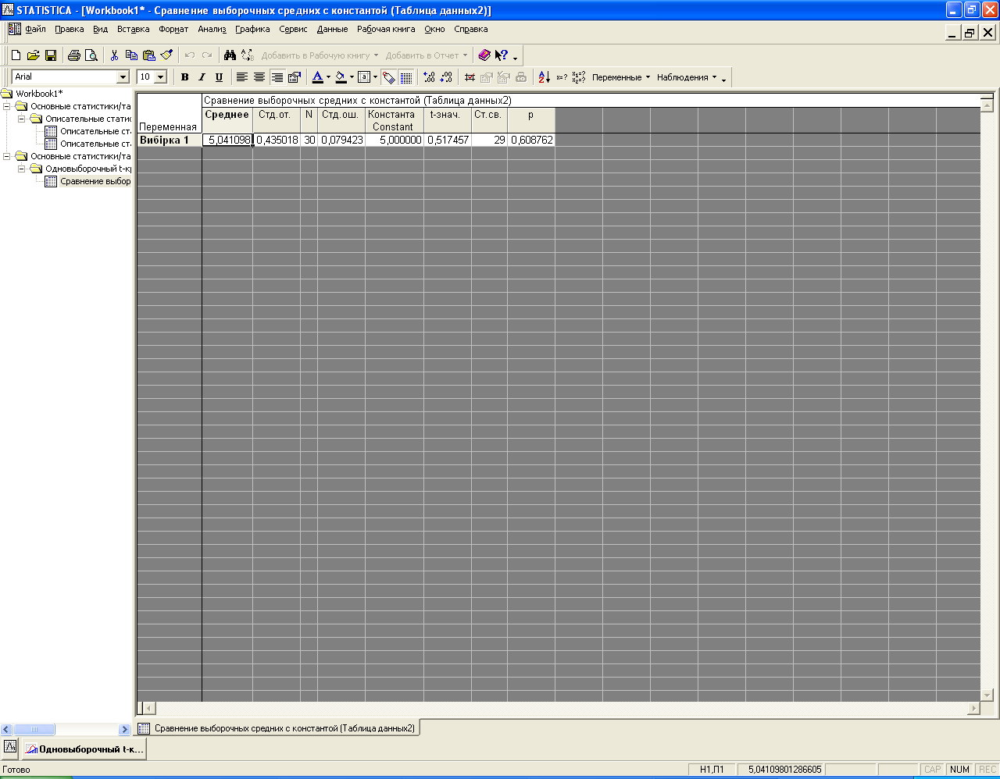 STATISTICA - [Workbook1* - Сравнение выборочных средних с константой (Таблица данных2)]
Файл Правка Вид Вставка Формат Анализ Графика Сервис Данные Рабочая книга Окно Справка
Добавить в Рабочую книгу Добавить в Отчет
Arial 10 B I U Переменные Наблюдения
Workbook1*
Основные статистики/та
Описательные статис
Описательные ст
Описательные ст
Основные статистики/та
Одновыборочный t-к
Сравнение выбор
Сравнение выборочных средних с константой (Таблица данных2)
Переменная Среднее Стд.от. N Стд.ош. Константа Constant t-знач. Ст.св. p
Вибірка 1 5,041098 0,435018 30 0,079423 5,000000 0,517457 29 0,608762
Сравнение выборочных средних с константой (Таблица данных2)
Одновыборочный t-к...
Готово Н1,П1 5,04109801286605 CAP NUM REC